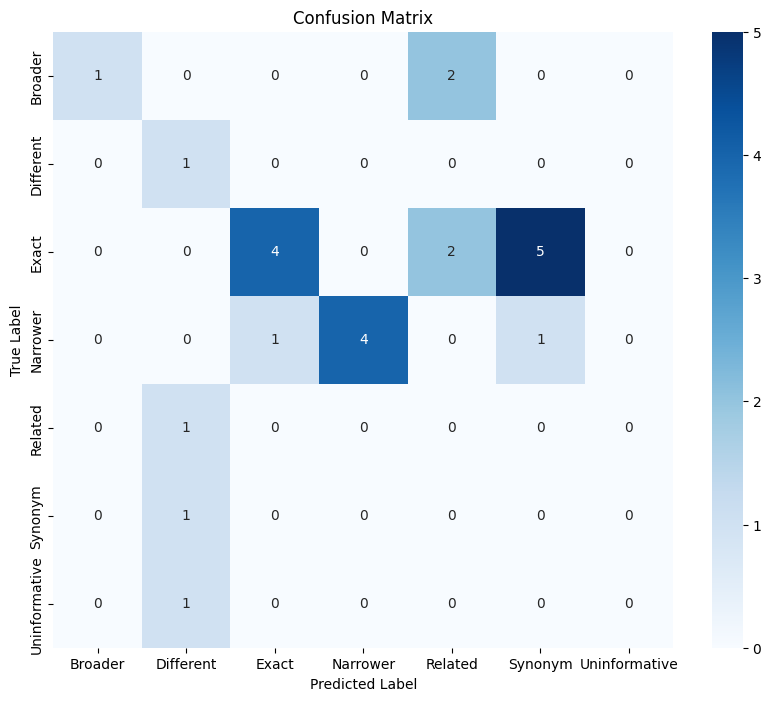 Confusion Matrix
True Label
Broader 1 0 0 0 2 0 0
Different 0 1 0 0 0 0 0
Exact 0 0 4 0 2 5 0
Narrower 0 0 1 4 0 1 0
Related 0 1 0 0 0 0 0
Synonym 0 1 0 0 0 0 0
Uninformative 0 1 0 0 0 0 0
Broader Different Exact Narrower Related Synonym Uninformative
Predicted Label
5
4
3
2
1
0